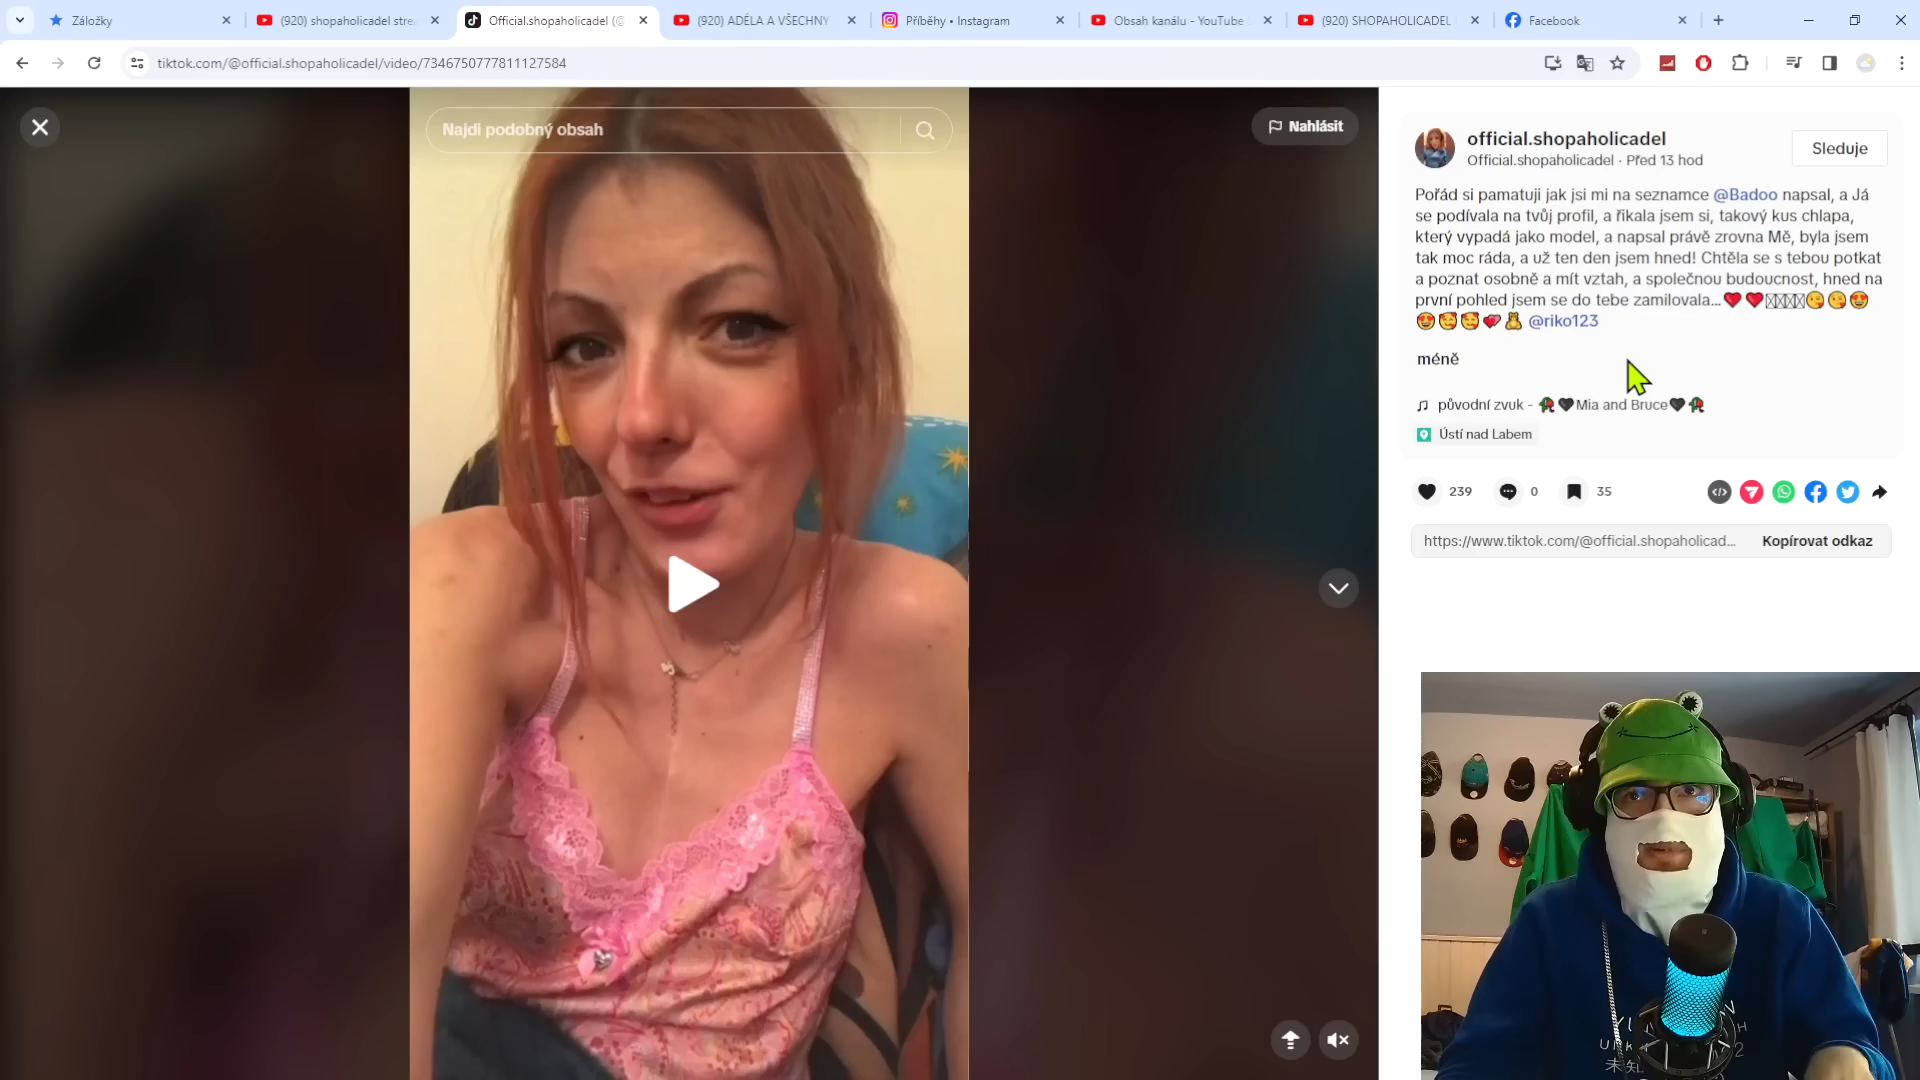 Záložky
(920) shopaholicadel stre
Official.shopaholicadel (@
(920) ADÉLA A VŠECHNY
Příběhy • Instagram
Obsah kanálu - YouTube
(920) SHOPAHOLICADEL
Facebook
tiktok.com/@official.shopaholicadel/video/7346750777811127584
Najdi podobný obsah
Nahlásit
official.shopaholicadel
Official.shopaholicadel · Před 13 hod
Sleduje
Pořád si pamatuji jak jsi mi na seznamce @Badoo napsal, a Já
se podívala na tvůj profil, a řikala jsem si, takový kus chlapa,
který vypadá jako model, a napsal právě zrovna Mě, byla jsem
tak moc ráda, a už ten den jsem hned! Chtěla se s tebou potkat
a poznat osobně a mít vztah, a společnou budoucnost, hned na
první pohled jsem se do tebe zamilovala...❤️❤️😘😘😍
😍🥰🥰💕🧸 @riko123
méně
původní zvuk - 🥀🖤Mia and Bruce🖤🥀
Ústí nad Labem
239
0
35
https://www.tiktok.com/@official.shopaholicad...
Kopírovat odkaz